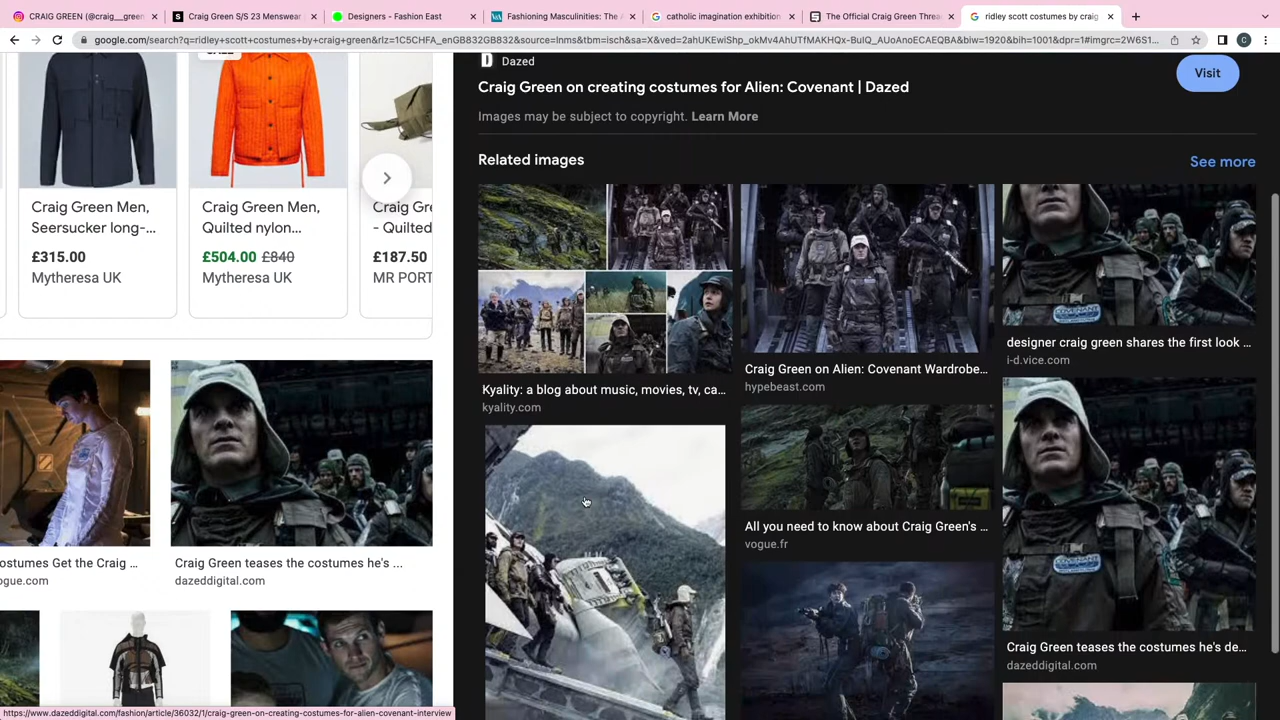 CRAIG GREEN (@craig__green
Craig Green S/S 23 Menswear
Designers - Fashion East
Fashioning Masculinities: The A
catholic imagination exhibition
The Official Craig Green Threa
ridley scott costumes by craig
google.com/search?q=ridley+scott+costumes+by+craig+green&rlz=1C5CHFA_enGB832GB832&source=lnms&tbm=isch&sa=X&ved=2ahUKEwiShp_okMv4AhUTfMAKHQx-BuIQ_AUoAnoECAEQBA&biw=1920&bih=1001&dpr=1#imgrc=2W6S1...
Dazed
Visit
Craig Green on creating costumes for Alien: Covenant | Dazed
Images may be subject to copyright. Learn More
Related images
See more
Craig Green Men,
Seersucker long-...
£315.00
Mytheresa UK
Craig Green Men,
Quilted nylon...
£504.00 £840
Mytheresa UK
Craig Gre
- Quilted
£187.50
MR PORT
Kyality: a blog about music, movies, tv, ca...
kyality.com
Craig Green on Alien: Covenant Wardrobe...
hypebeast.com
designer craig green shares the first look ...
i-d.vice.com
All you need to know about Craig Green's ...
vogue.fr
Craig Green teases the costumes he's de...
dazeddigital.com
ostumes Get the Craig ...
ogue.com
Craig Green teases the costumes he's ...
dazeddigital.com
https://www.dazeddigital.com/fashion/article/36032/1/craig-green-on-creating-costumes-for-alien-covenant-interview